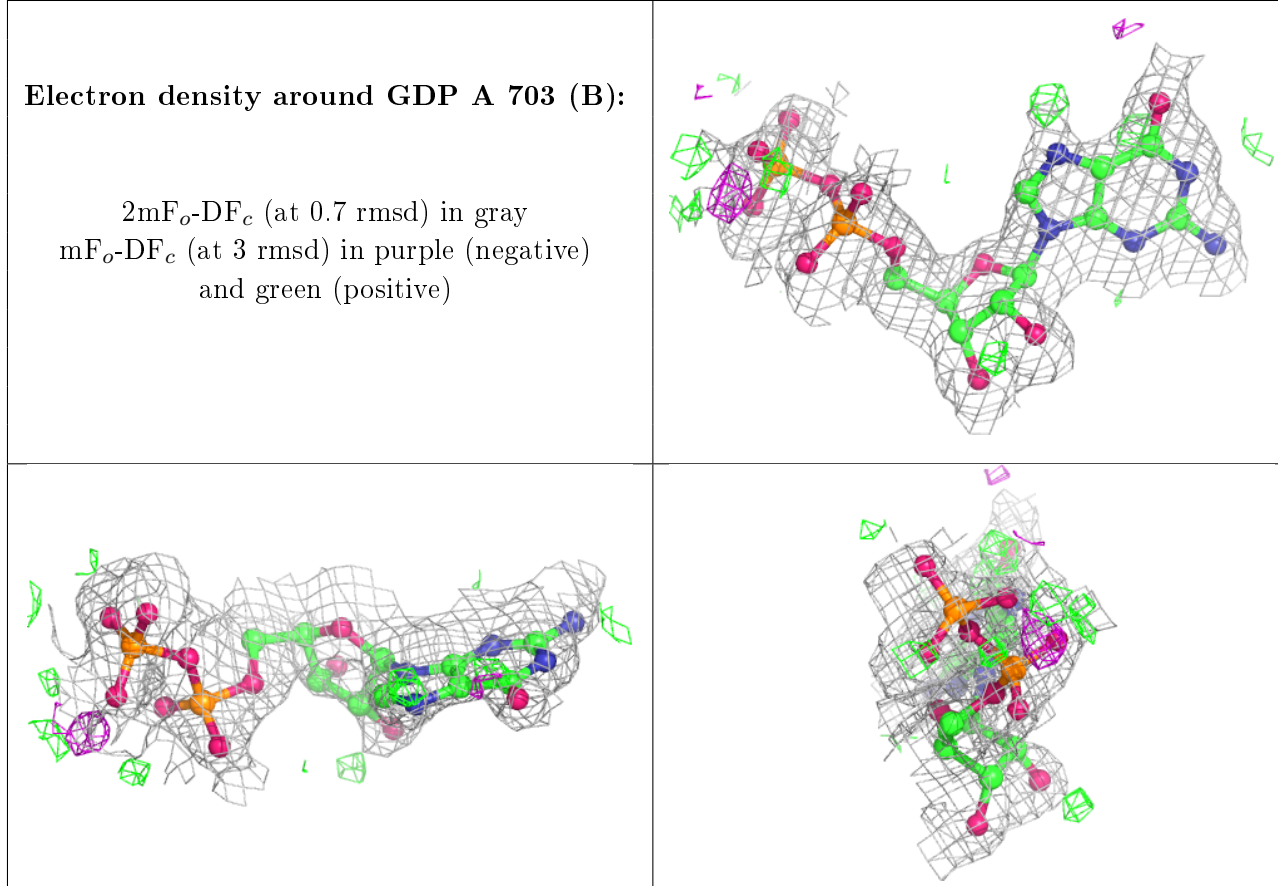 Electron density around GDP A 703 (B):
2mFₒ-DF𝑐 (at 0.7 rmsd) in gray
mFₒ-DF𝑐 (at 3 rmsd) in purple (negative)
and green (positive)